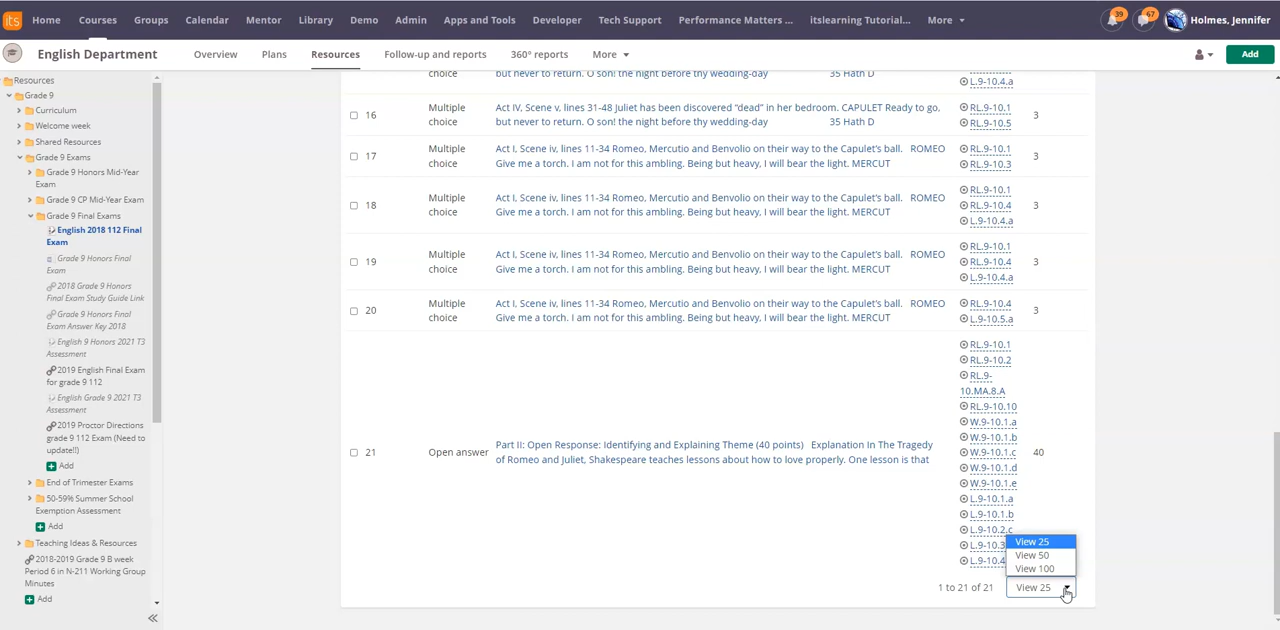 its Home Courses Groups Calendar Mentor Library Demo Admin Apps and Tools Developer Tech Support Performance Matters ... itslearning Tutorial... More 39 67 Holmes, Jennifer
English Department Overview Plans Resources Follow-up and reports 360° reports More Add
Resources
Grade 9
Curriculum
Welcome week
Shared Resources
Grade 9 Exams
Grade 9 Honors Mid-Year
Exam
Grade 9 CP Mid-Year Exam
Grade 9 Final Exams
English 2018 112 Final
Exam
Grade 9 Honors Final
Exam
2018 Grade 9 Honors
Final Exam Study Guide Link
Grade 9 Honors Final
Exam Answer Key 2018
English 9 Honors 2021 T3
Assessment
2019 English Final Exam
for grade 9 112
English Grade 9 2021 T3
Assessment
2019 Proctor Directions
grade 9 112 Exam (Need to
update!!)
Add
End of Trimester Exams
50-59% Summer School
Exemption Assessment
Add
Teaching Ideas & Resources
2018-2019 Grade 9 B week
Period 6 in N-211 Working Group
Minutes
Add
choice but never to return. O son! the night before thy wedding-day 35 Hath D
L.9-10.4.a
16 Multiple Act IV, Scene v, lines 31-48 Juliet has been discovered “dead” in her bedroom. CAPULET Ready to go, RL.9-10.1 3
choice but never to return. O son! the night before thy wedding-day 35 Hath D RL.9-10.5
17 Multiple Act I, Scene iv, lines 11-34 Romeo, Mercutio and Benvolio on their way to the Capulet’s ball. ROMEO RL.9-10.1 3
choice Give me a torch. I am not for this ambling. Being but heavy, I will bear the light. MERCUT RL.9-10.3
18 Multiple Act I, Scene iv, lines 11-34 Romeo, Mercutio and Benvolio on their way to the Capulet’s ball. ROMEO RL.9-10.1 3
choice Give me a torch. I am not for this ambling. Being but heavy, I will bear the light. MERCUT RL.9-10.4
L.9-10.4.a
19 Multiple Act I, Scene iv, lines 11-34 Romeo, Mercutio and Benvolio on their way to the Capulet’s ball. ROMEO RL.9-10.1 3
choice Give me a torch. I am not for this ambling. Being but heavy, I will bear the light. MERCUT RL.9-10.4
L.9-10.4.a
20 Multiple Act I, Scene iv, lines 11-34 Romeo, Mercutio and Benvolio on their way to the Capulet’s ball. ROMEO RL.9-10.4 3
choice Give me a torch. I am not for this ambling. Being but heavy, I will bear the light. MERCUT L.9-10.5.a
RL.9-10.1
RL.9-10.2
RL.9-
10.MA.8.A
RL.9-10.10
W.9-10.1.a
W.9-10.1.b
21 Open answer Part II: Open Response: Identifying and Explaining Theme (40 points) Explanation In The Tragedy W.9-10.1.c 40
of Romeo and Juliet, Shakespeare teaches lessons about how to love properly. One lesson is that
W.9-10.1.d
W.9-10.1.e
L.9-10.1.a
L.9-10.1.b
L.9-10.2.c
L.9-10.3
L.9-10.4
View 25
View 50
View 100
1 to 21 of 21 View 25